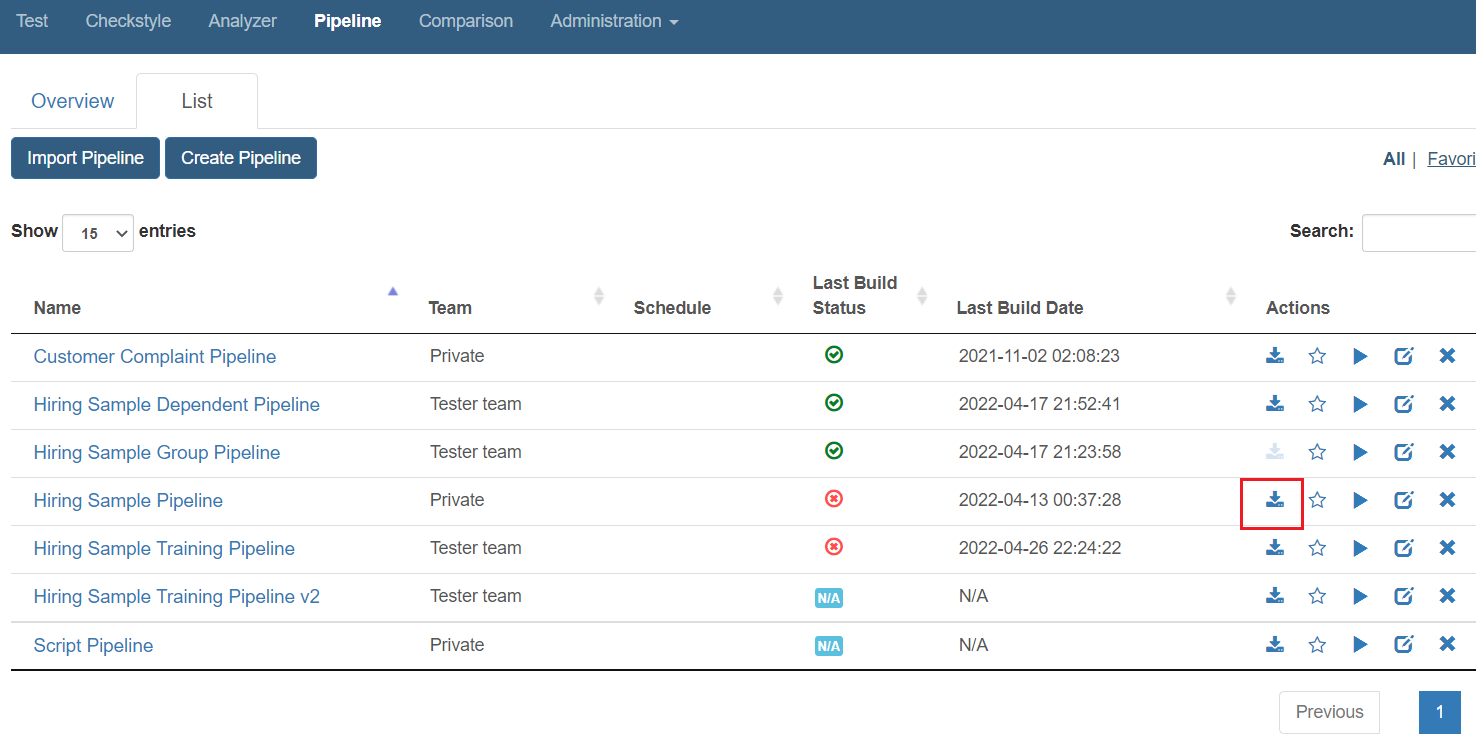 Test Checkstyle Analyzer Pipeline Comparison Administration
Overview List
Import Pipeline Create Pipeline All | Favori
Show 15 entries Search:
Name Team Schedule Last Build Status Last Build Date Actions
Customer Complaint Pipeline Private 2021-11-02 02:08:23
Hiring Sample Dependent Pipeline Tester team 2022-04-17 21:52:41
Hiring Sample Group Pipeline Tester team 2022-04-17 21:23:58
Hiring Sample Pipeline Private 2022-04-13 00:37:28
Hiring Sample Training Pipeline Tester team 2022-04-26 22:24:22
Hiring Sample Training Pipeline v2 Tester team N/A N/A
Script Pipeline Private N/A N/A
Previous 1